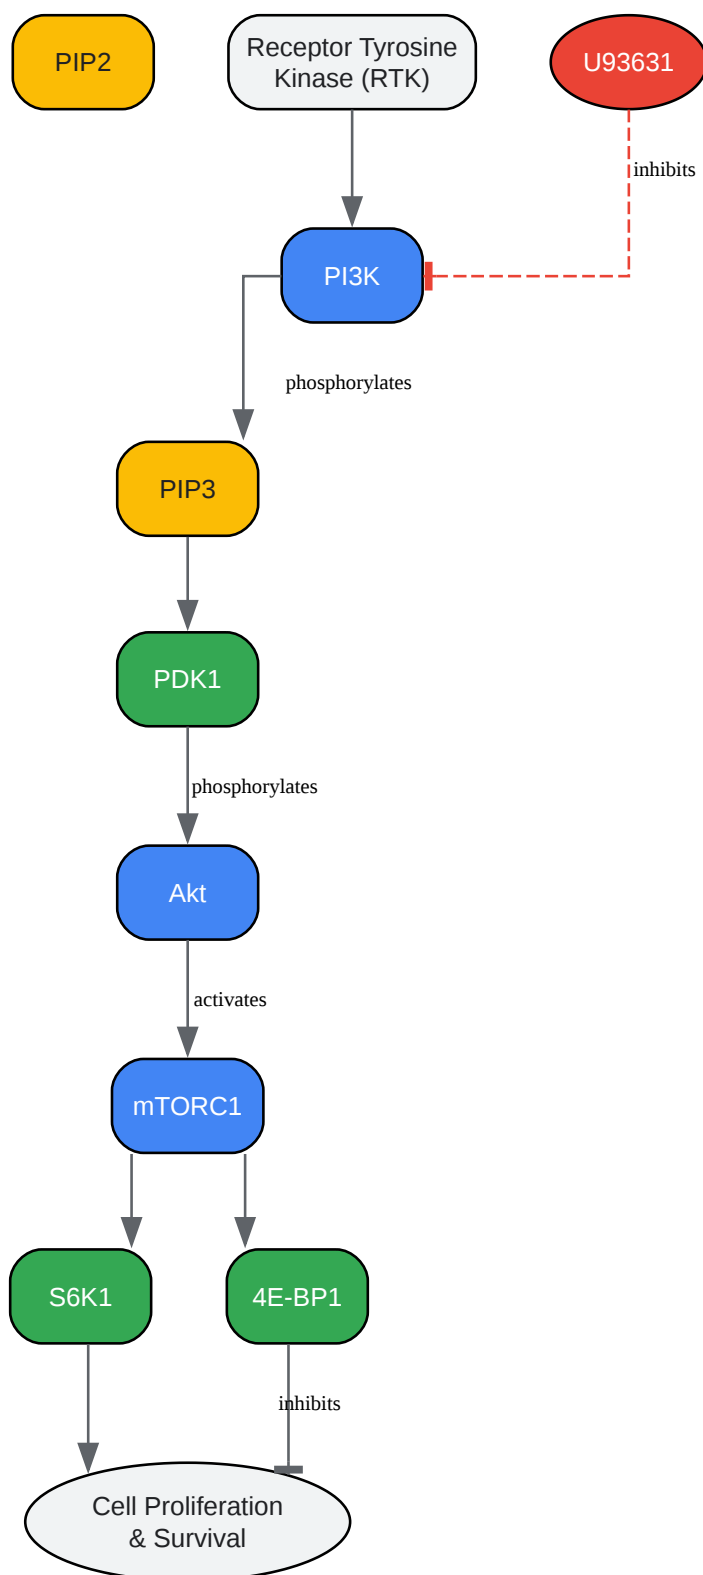 PIP2
Receptor Tyrosine
Kinase (RTK)
U93631
inhibits
PI3K
phosphorylates
PIP3
PDK1
phosphorylates
Akt
activates
mTORC1
S6K1
4E-BP1
inhibits
Cell Proliferation
& Survival